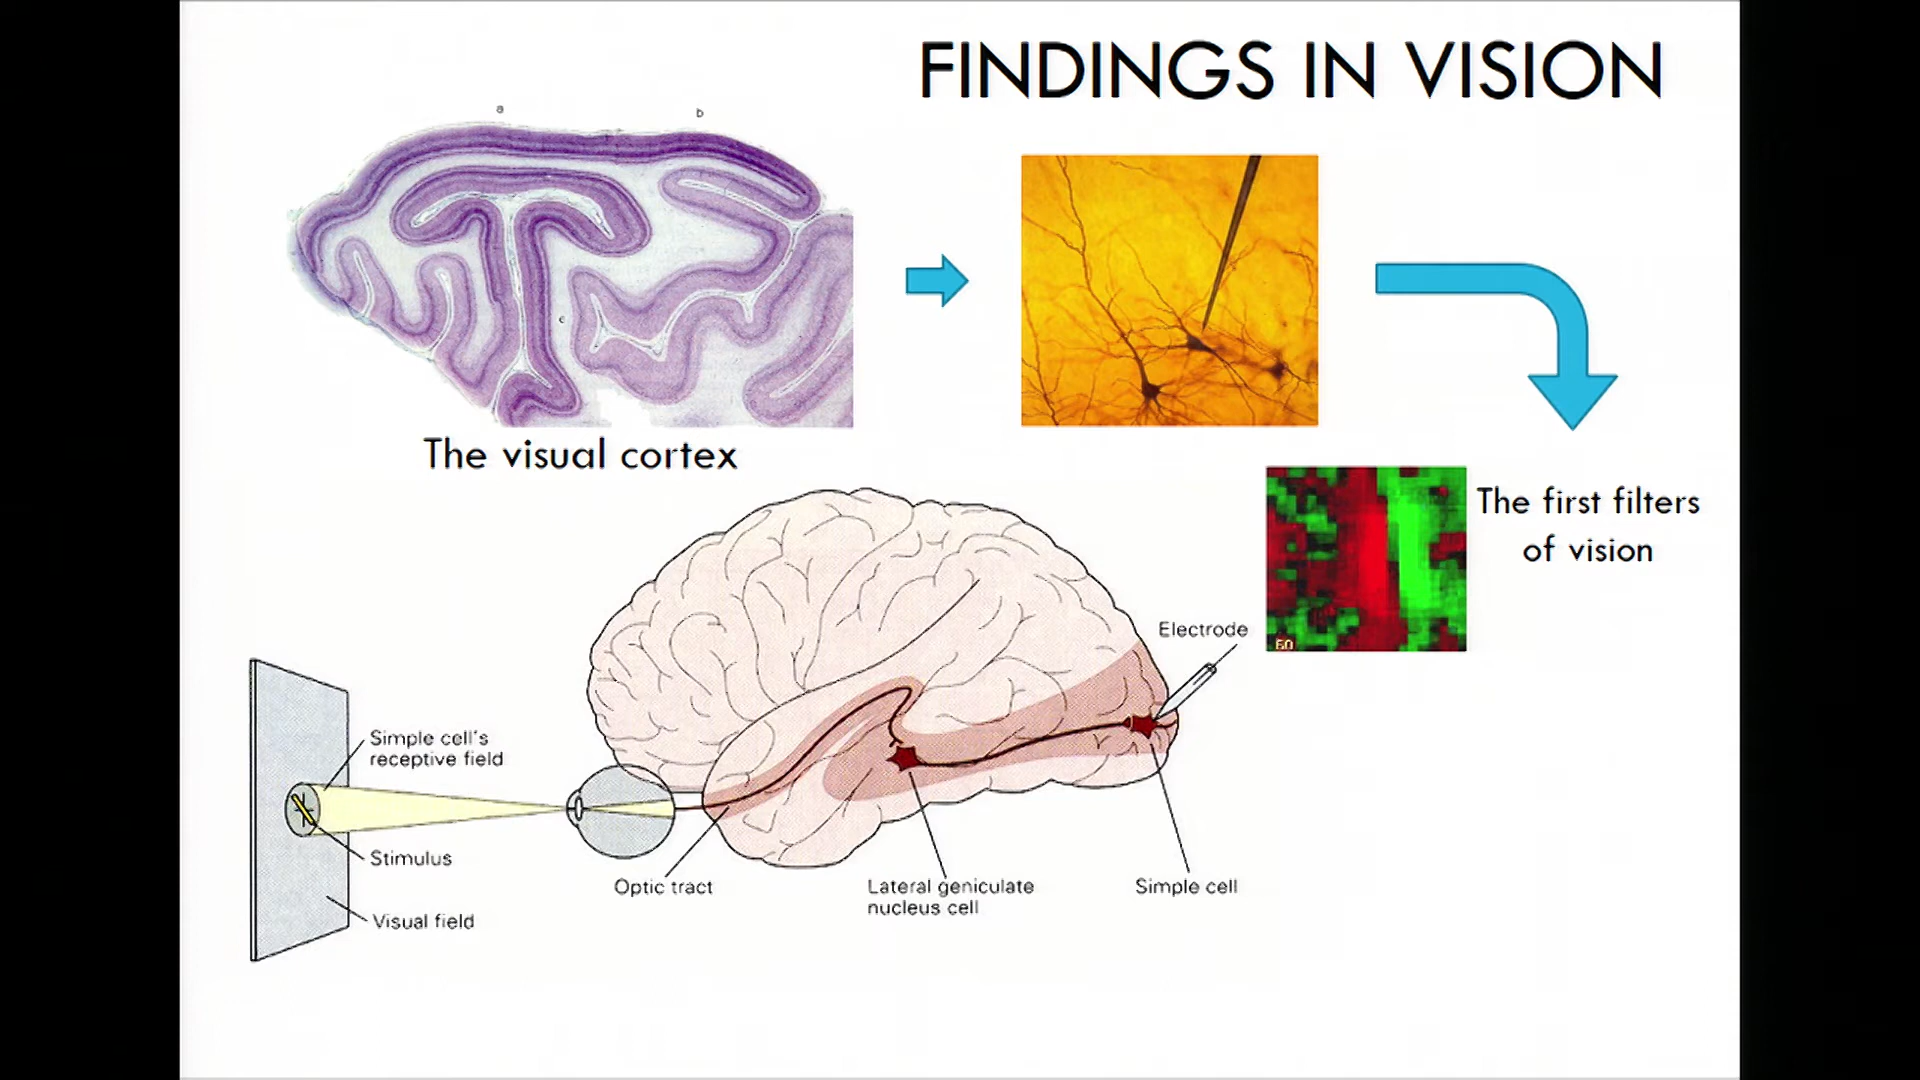 FINDINGS IN VISION
a
b
c
The visual cortex
The first filters
of vision
60
Electrode
Simple cell's
receptive field
Stimulus
Visual field
Optic tract
Lateral geniculate
nucleus cell
Simple cell